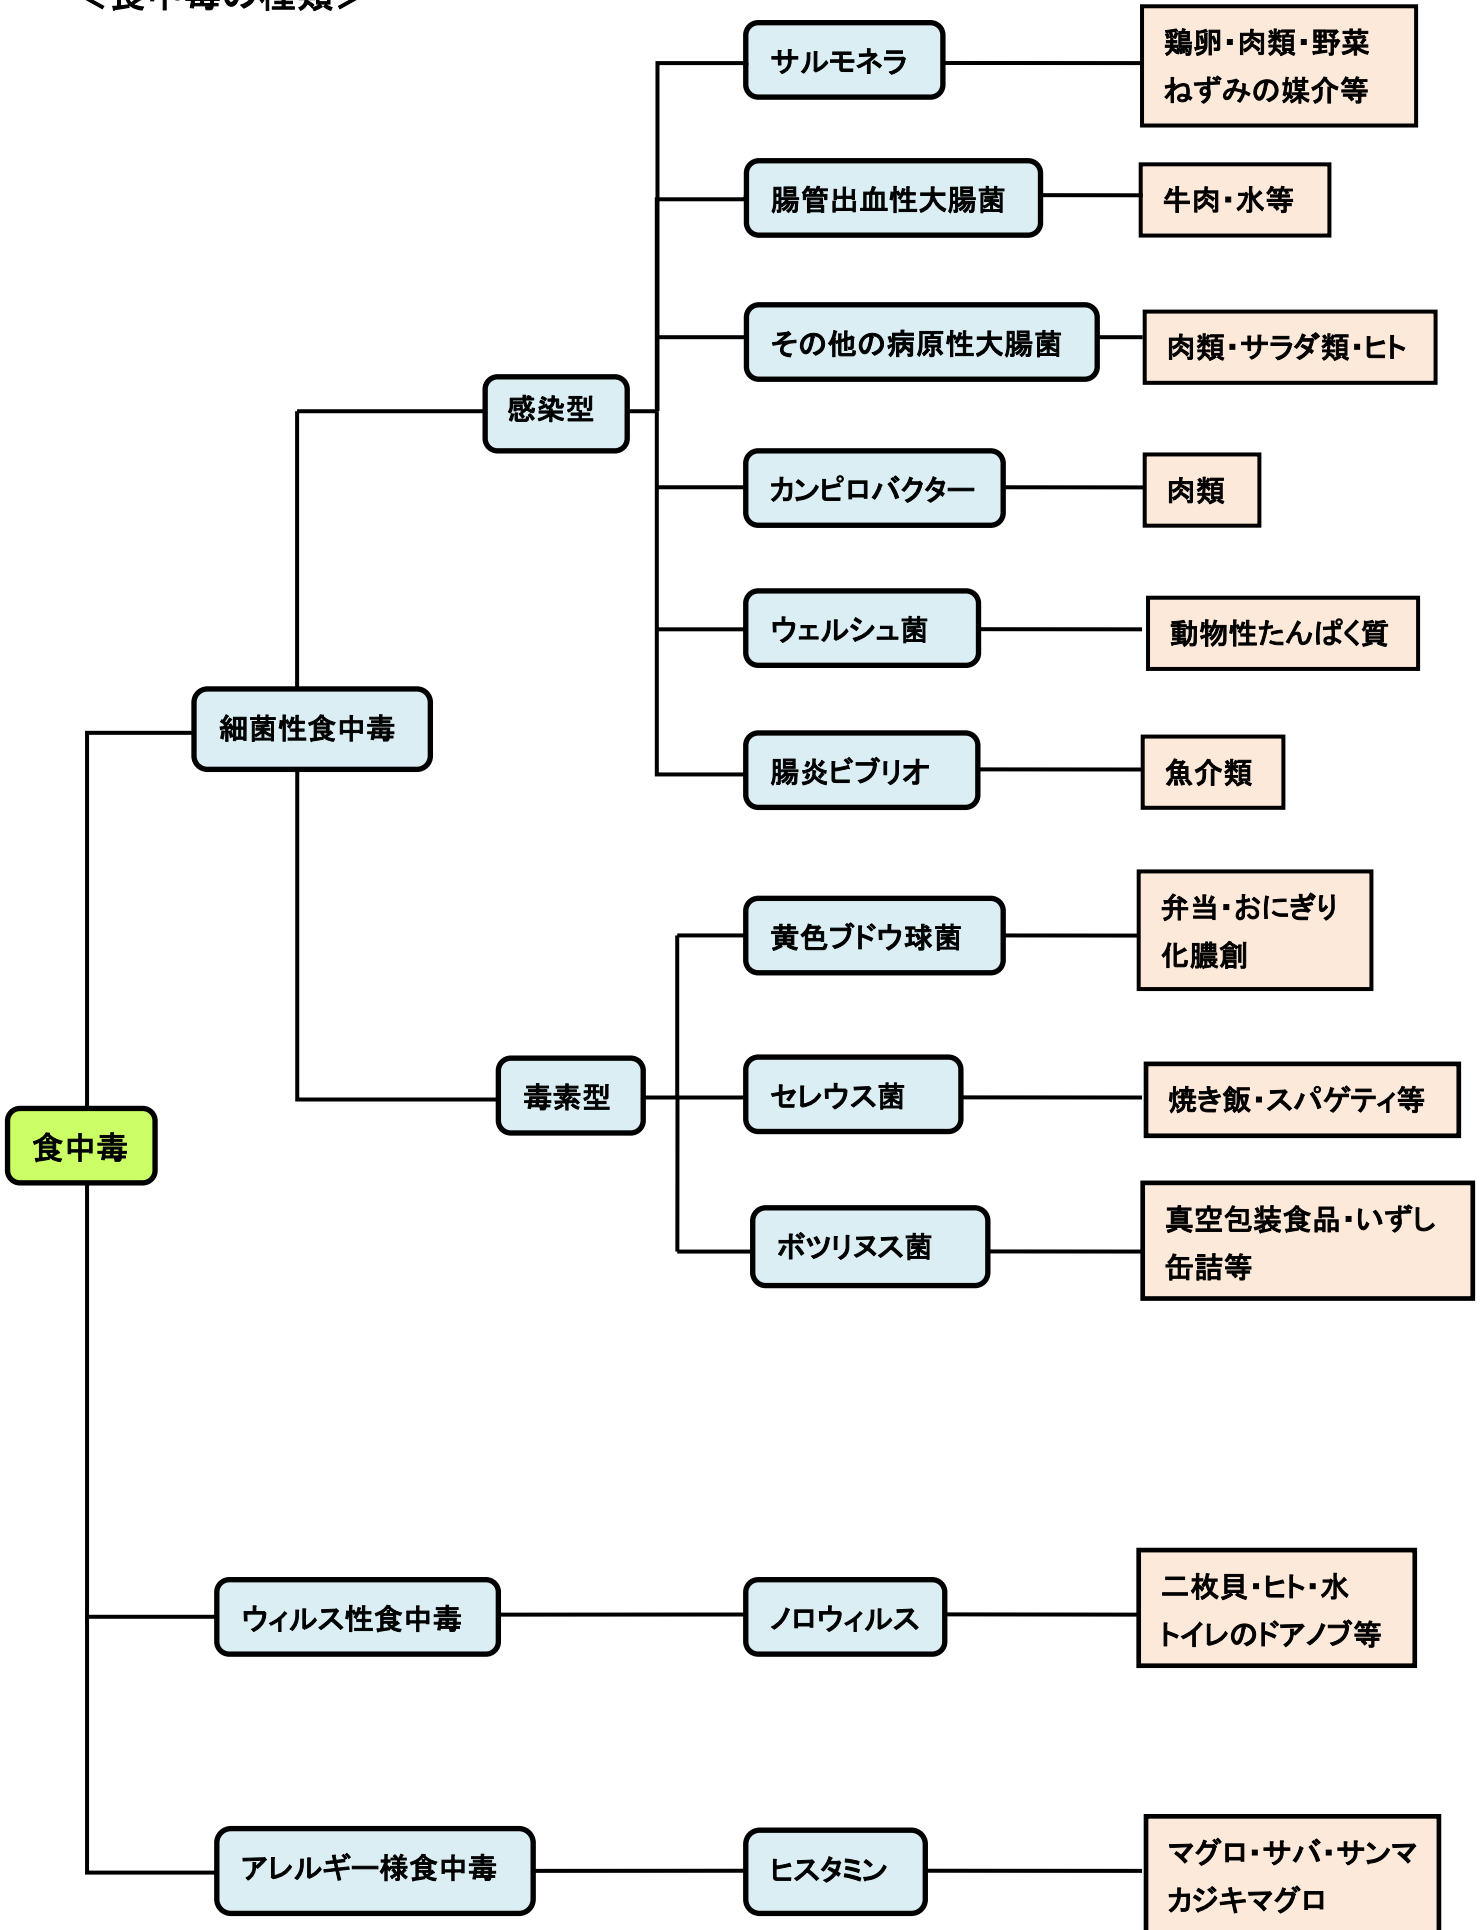 ＜食中毒の種類＞
サルモネラ
鶏卵・肉類・野菜
ねずみの媒介等
腸管出血性大腸菌
牛肉・水等
その他の病原性大腸菌
肉類・サラダ類・ヒト
感染型
カンピロバクター
肉類
ウェルシュ菌
動物性たんぱく質
細菌性食中毒
腸炎ビブリオ
魚介類
黄色ブドウ球菌
弁当・おにぎり
化膿創
毒素型
セレウス菌
焼き飯・スパゲティ等
食中毒
ボツリヌス菌
真空包装食品・いずし
缶詰等
ウィルス性食中毒
ノロウィルス
二枚貝・ヒト・水
トイレのドアノブ等
アレルギー様食中毒
ヒスタミン
マグロ・サバ・サンマ
カジキマグロ